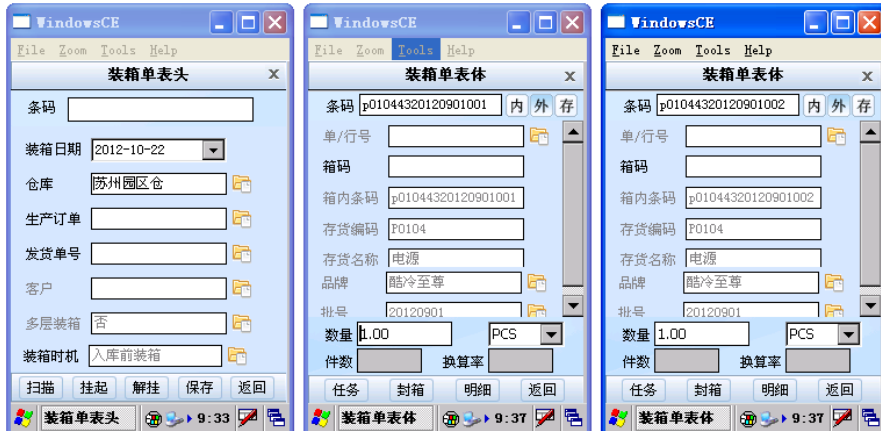 WindowsCE
File Zoom Tools Help
装箱单表头 x
条码
装箱日期 2012-10-22
仓库 苏州园区仓
生产订单
发货单号
客户
多层装箱 否
装箱时机 入库前装箱
扫描 挂起 解挂 保存 返回
装箱单表头 9:33
WindowsCE
File Zoom Tools Help
装箱单表体 x
条码 p01044320120901001 内 外 存
单/行号
箱码
箱内条码 p01044320120901001
存货编码 P0104
存货名称 电源
品牌 酷冷至尊
批号 20120901
数量 1.00 PCS
件数 换算率
任务 封箱 明细 返回
装箱单表体 9:37
WindowsCE
File Zoom Tools Help
装箱单表体 x
条码 p01044320120901002 内 外 存
单/行号
箱码
箱内条码 p01044320120901002
存货编码 P0104
存货名称 电源
品牌 酷冷至尊
批号 20120901
数量 1.00 PCS
件数 换算率
任务 封箱 明细 返回
装箱单表体 9:37